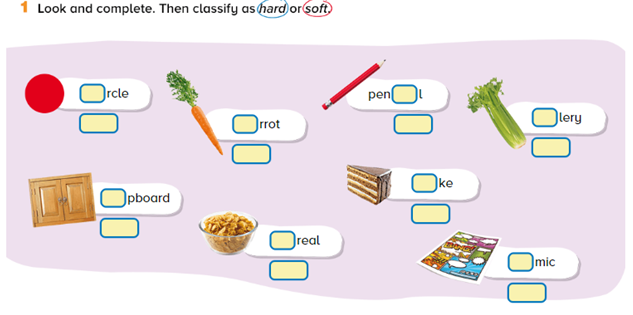 1 Look and complete. Then classify as hard or soft.
rcle
rrot
pen l
lery
pboard
real
ke
mic